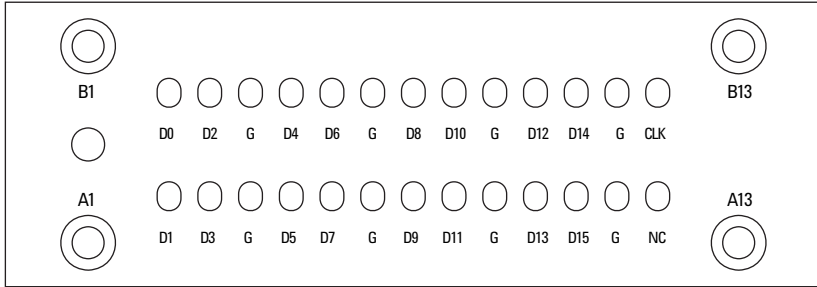 B1 B13
D0 D2 G D4 D6 G D8 D10 G D12 D14 G CLK
A1 A13
D1 D3 G D5 D7 G D9 D11 G D13 D15 G NC